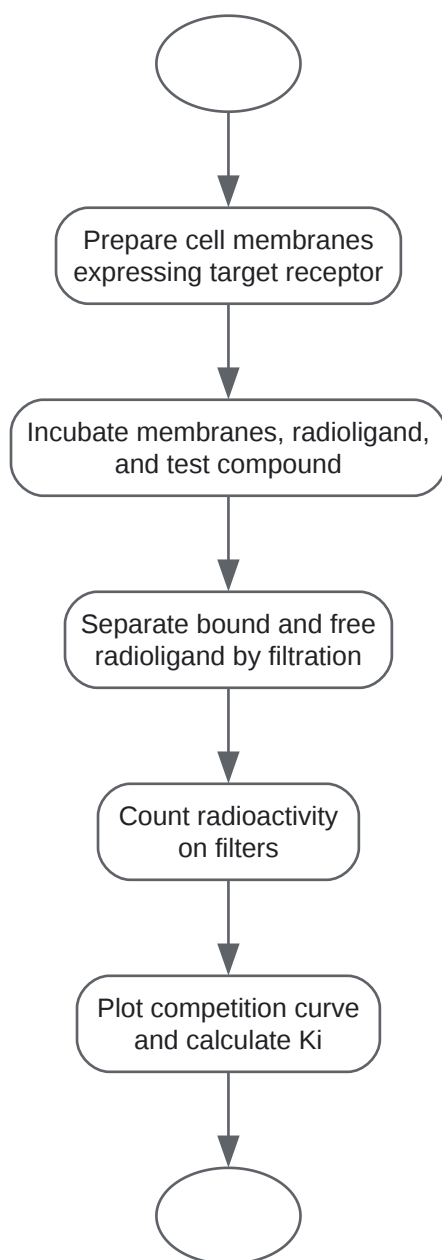 Prepare cell membranes
expressing target receptor
Incubate membranes, radioligand,
and test compound
Separate bound and free
radioligand by filtration
Count radioactivity
on filters
Plot competition curve
and calculate Ki